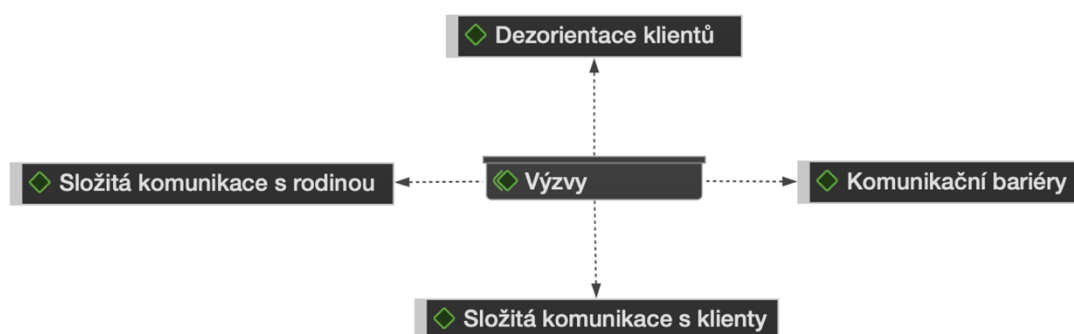 Dezorientace klientů
Složitá komunikace s rodinou
Výzvy
Komunikační bariéry
Složitá komunikace s klienty